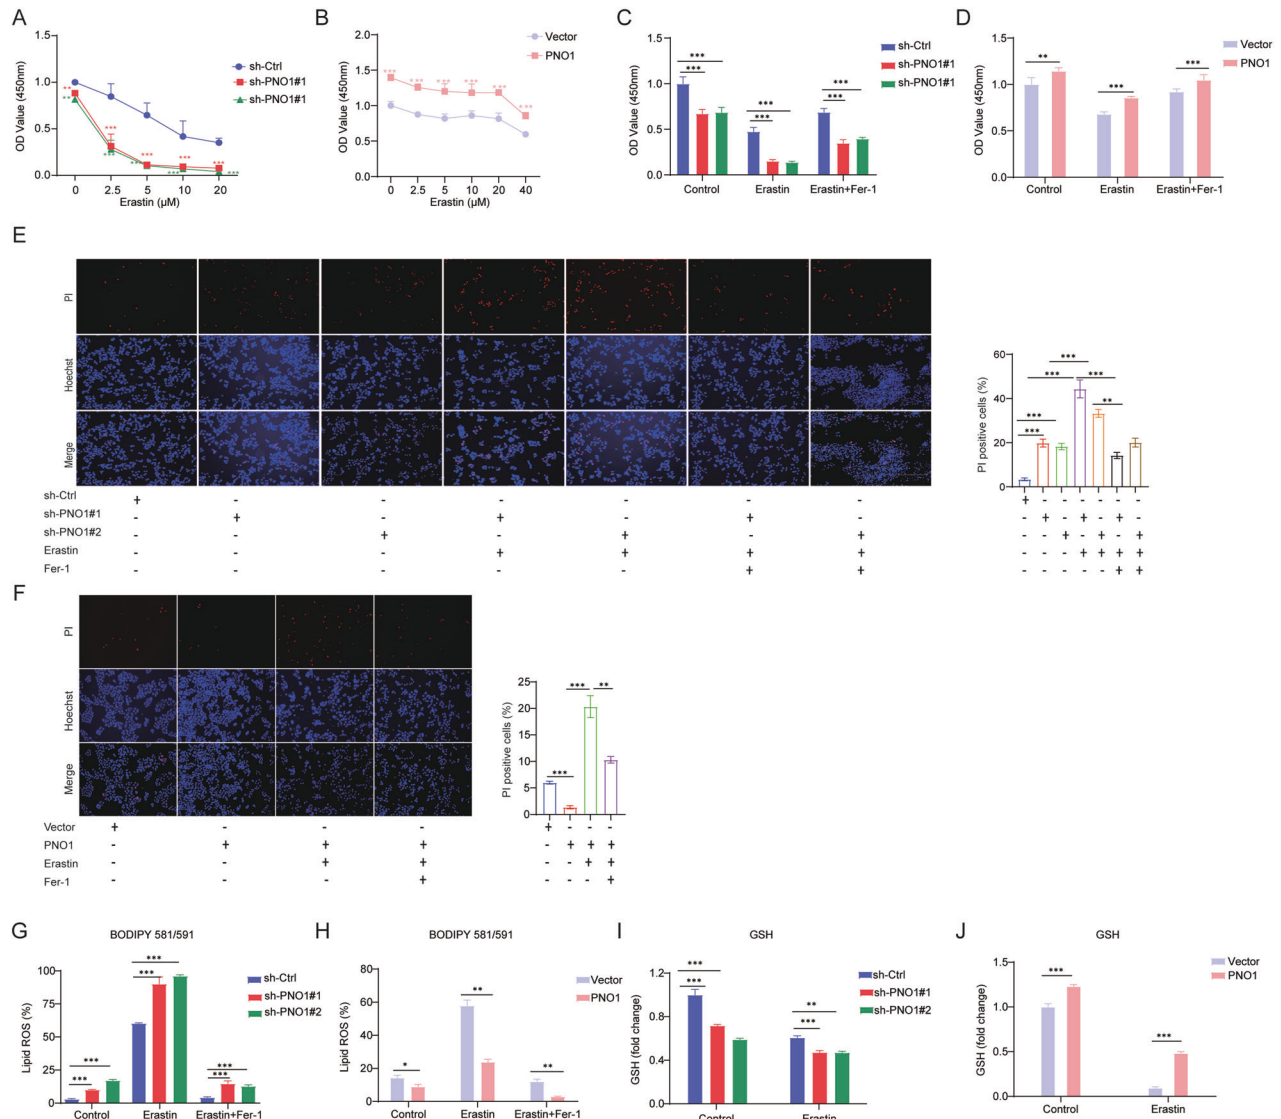 A
OD Value (450nm)
1.5
1.0
0.5
0.0
0 2.5 5 10 20
Erastin (μM)
sh-Ctrl
sh-PNO1#1
sh-PNO1#1
** *** *** *** ***
** *** *** *** ***
B
OD Value (450nm)
2.0
1.5
1.0
0.5
0.0
0 2.5 5 10 20 40
Erastin (μM)
Vector
PNO1
*** *** *** *** *** ***
C
OD Value (450nm)
1.5
1.0
0.5
0.0
Control Erastin Erastin+Fer-1
sh-Ctrl
sh-PNO1#1
sh-PNO1#1
*** *** ***
*** *** ***
D
OD Value (450nm)
1.5
1.0
0.5
0.0
Control Erastin Erastin+Fer-1
Vector
PNO1
** *** ***
E
PI
Hoechst
Merge
sh-Ctrl + - - - - - -
sh-PNO1#1 - + - + - + -
sh-PNO1#2 - - + - + - +
Erastin - - - + + + +
Fer-1 - - - - - + +
PI positive cells (%)
60
40
20
0
***
*** ***
**
***
***
+ - - - - - -
- + - + - + -
- - + - + - +
- - - + + + +
- - - - - + +
F
PI
Hoechst
Merge
Vector + - - -
PNO1 - + + +
Erastin - - + +
Fer-1 - - - +
PI positive cells (%)
25
20
15
10
5
0
*** **
***
+ - - -
- + + +
- - + +
- - - +
G
BODIPY 581/591
Lipid ROS (%)
100
75
50
25
0
Control Erastin Erastin+Fer-1
sh-Ctrl
sh-PNO1#1
sh-PNO1#2
*** *** ***
*** *** ***
H
BODIPY 581/591
Lipid ROS (%)
80
60
40
20
0
Control Erastin Erastin+Fer-1
Vector
PNO1
* ** **
I
GSH
GSH (fold change)
1.2
0.8
0.4
0.0
Control Erastin
sh-Ctrl
sh-PNO1#1
sh-PNO1#2
*** **
*** ***
J
GSH
GSH (fold change)
1.5
1.0
0.5
0.0
Control Erastin
Vector
PNO1
*** ***